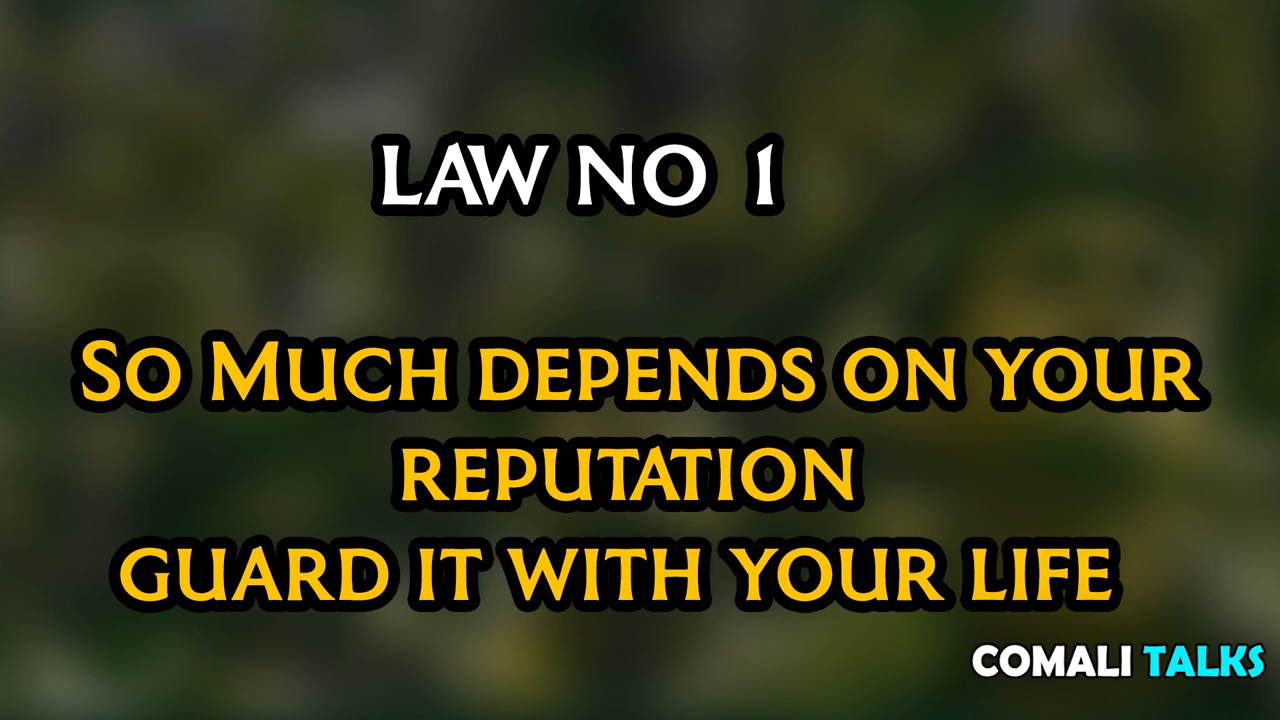 LAW NO 1
So Much depends on your
reputation
guard it with your life
COMALI TALKS